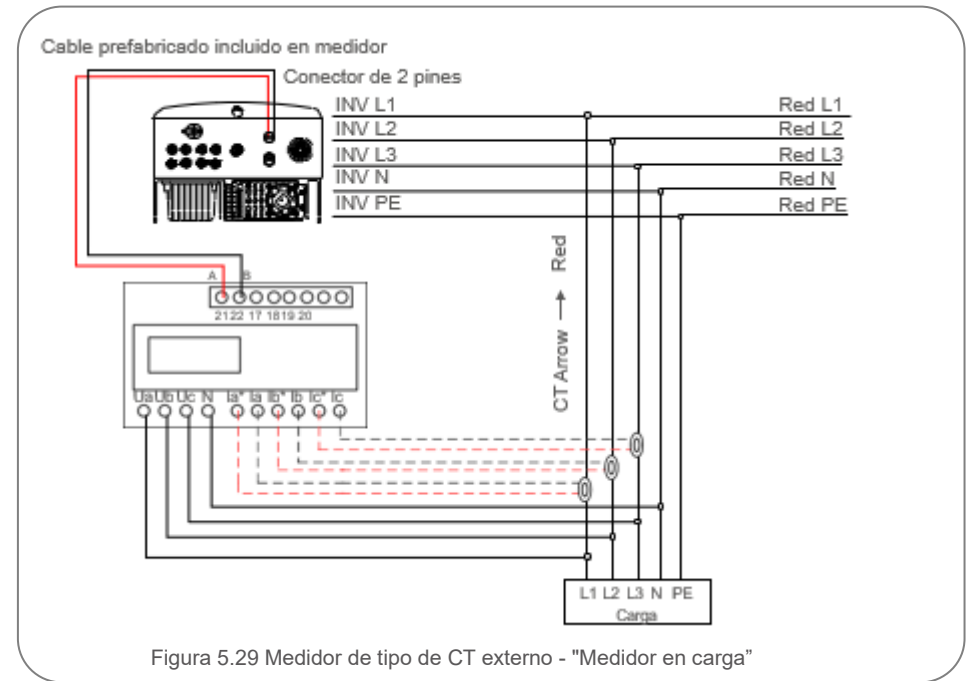 Cable prefabricado incluido en medidor
Conector de 2 pines
INV L1
Red L1
INV L2
Red L2
INV L3
Red L3
INV N
Red N
INV PE
Red PE
CT Arrow → Red
A B
21 22 17 18 19 20
Ua Ub Uc N Ia* Ia Ib* Ib Ic* Ic
L1 L2 L3 N PE
Carga
Figura 5.29 Medidor de tipo de CT externo - "Medidor en carga”